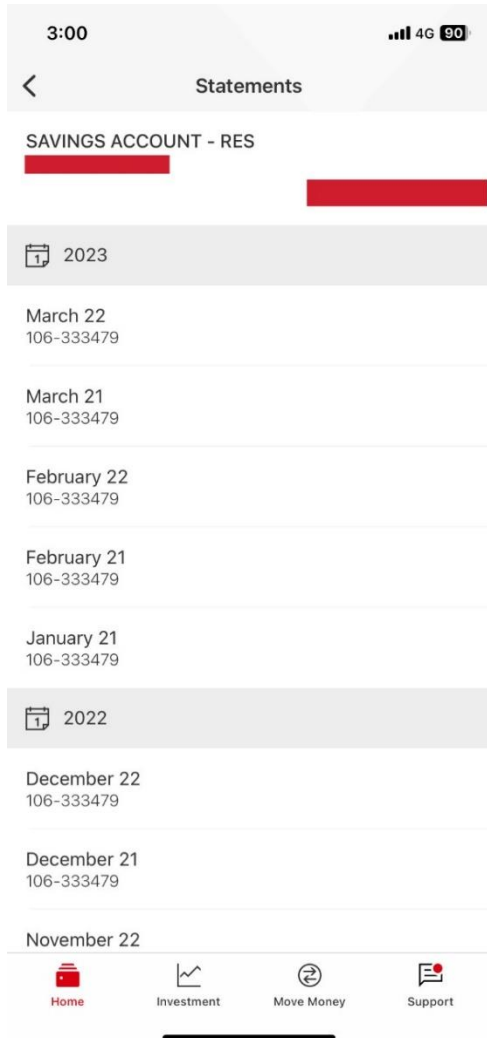 3:00 4G 90
Statements
SAVINGS ACCOUNT - RES
1 2023
March 22
106-333479
March 21
106-333479
February 22
106-333479
February 21
106-333479
January 21
106-333479
1 2022
December 22
106-333479
December 21
106-333479
November 22
Home Investment Move Money Support